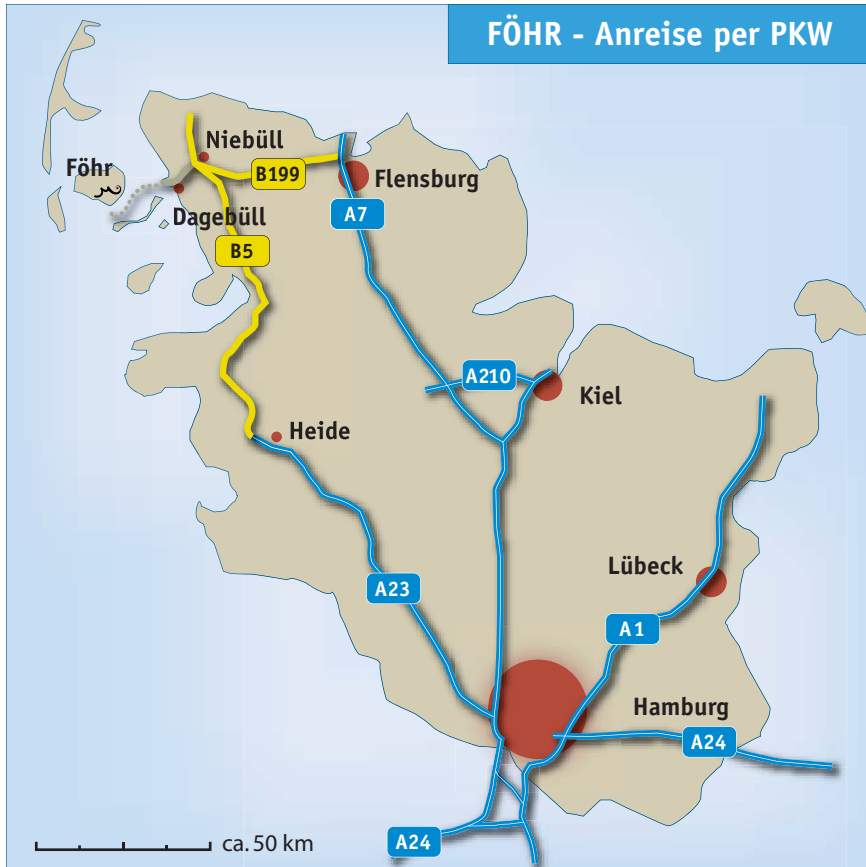 FÖHR - Anreise per PKW
Niebüll
Föhr
B199
Flensburg
Dagebüll
A7
B5
A210
Kiel
Heide
Lübeck
A23
A1
Hamburg
A24
A24
ca. 50 km